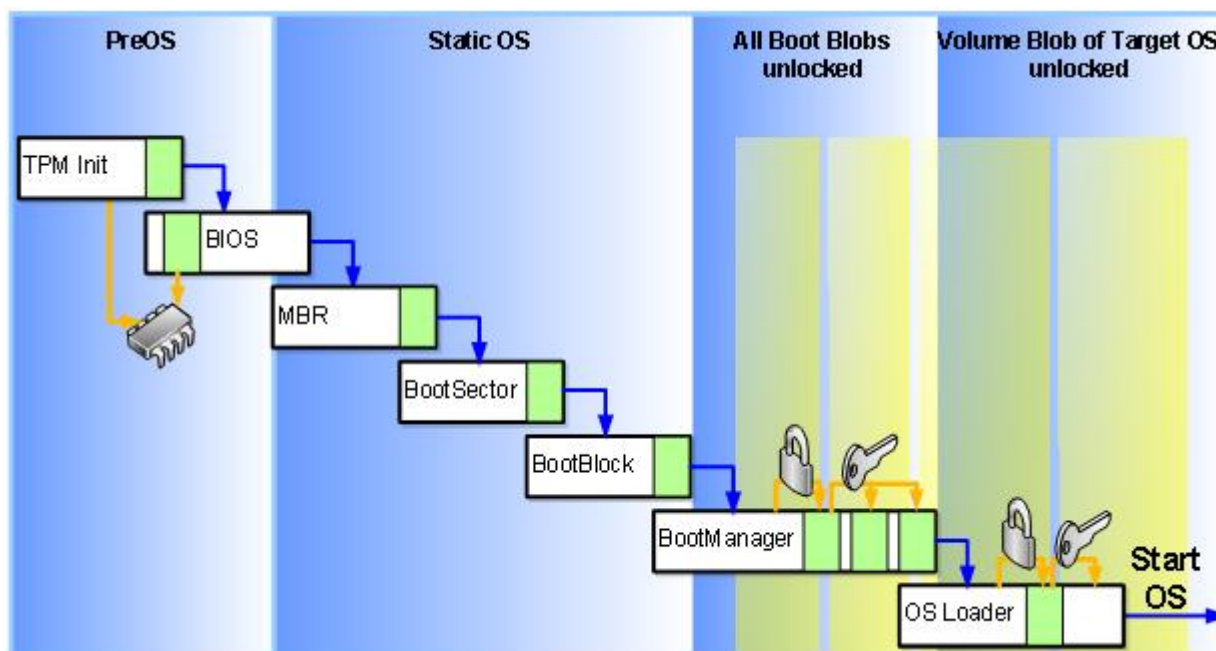 PreOS
Static OS
All Boot Blobs
unlocked
Volume Blob of Target OS
unlocked
TPM Init
BIOS
MBR
BootSector
BootBlock
BootManager
OS Loader
Start
OS